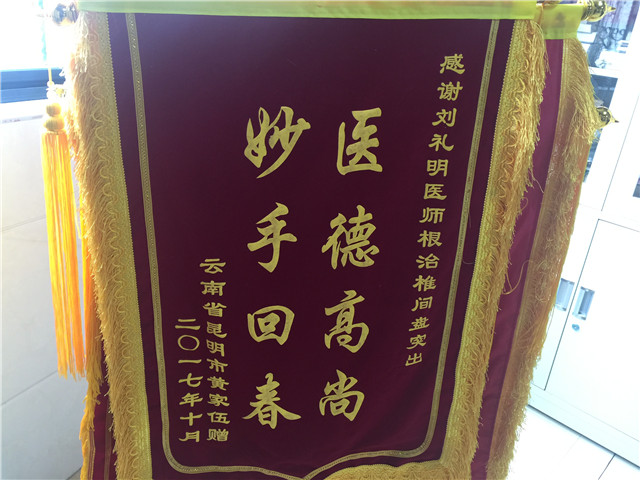 感谢刘礼明医师根治椎间盘突出
医德高尚
妙手回春
云南省昆明市黄家伍赠
二〇一七年十月